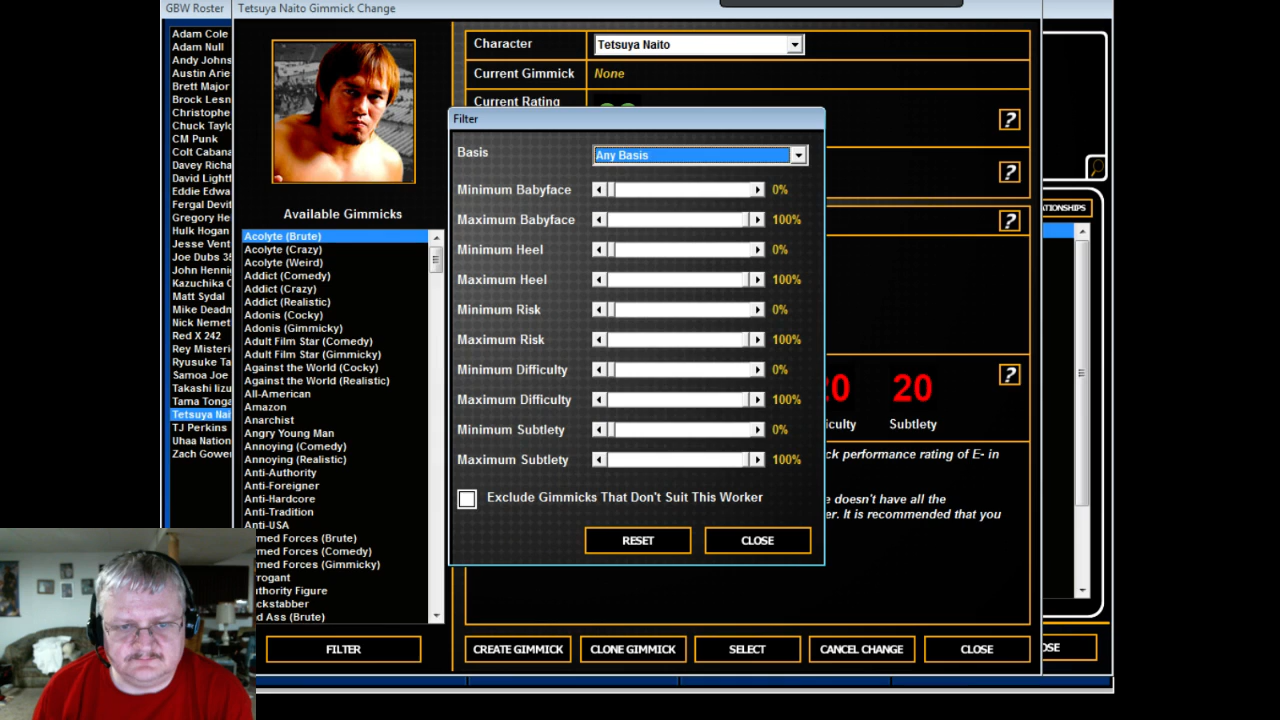 GBW Roster
Tetsuya Naito Gimmick Change
Adam Cole
Adam Null
Andy Johns
Austin Arie
Brett Major
Brock Lesn
Christophe
Chuck Taylo
CM Punk
Colt Cabana
Davey Richa
David Lightf
Eddie Edwa
Fergal Devit
Gregory He
Hulk Hogan
Jesse Vent
Joe Dubs 35
John Hennig
Kazuchika O
Matt Sydal
Mike Deadm
Nick Nemet
Red X 242
Rey Misteri
Ryusuke Ta
Samoa Joe
Takashi Iizu
Tama Tonga
Tetsuya Nai
TJ Perkins
Uhaa Nation
Zach Gower
Available Gimmicks
Acolyte (Brute)
Acolyte (Crazy)
Acolyte (Weird)
Addict (Comedy)
Addict (Crazy)
Addict (Realistic)
Adonis (Cocky)
Adonis (Gimmicky)
Adult Film Star (Comedy)
Adult Film Star (Gimmicky)
Against the World (Cocky)
Against the World (Realistic)
All-American
Amazon
Anarchist
Angry Young Man
Annoying (Comedy)
Annoying (Realistic)
Anti-Authority
Anti-Foreigner
Anti-Hardcore
Anti-Tradition
Anti-USA
rmed Forces (Brute)
rmed Forces (Comedy)
rmed Forces (Gimmicky)
rrogant
uthority Figure
ckstabber
d Ass (Brute)
FILTER
Character
Tetsuya Naito
Current Gimmick
None
Current Rating
?
?
?
?
ATIONSHIPS
Filter
Basis
Any Basis
Minimum Babyface
0%
Maximum Babyface
100%
Minimum Heel
0%
Maximum Heel
100%
Minimum Risk
0%
Maximum Risk
100%
Minimum Difficulty
0%
Maximum Difficulty
100%
Minimum Subtlety
0%
Maximum Subtlety
100%
Exclude Gimmicks That Don't Suit This Worker
RESET
CLOSE
20
20
iculty
Subtlety
ck performance rating of E- in
e doesn't have all the
er. It is recommended that you
CREATE GIMMICK
CLONE GIMMICK
SELECT
CANCEL CHANGE
CLOSE
OSE